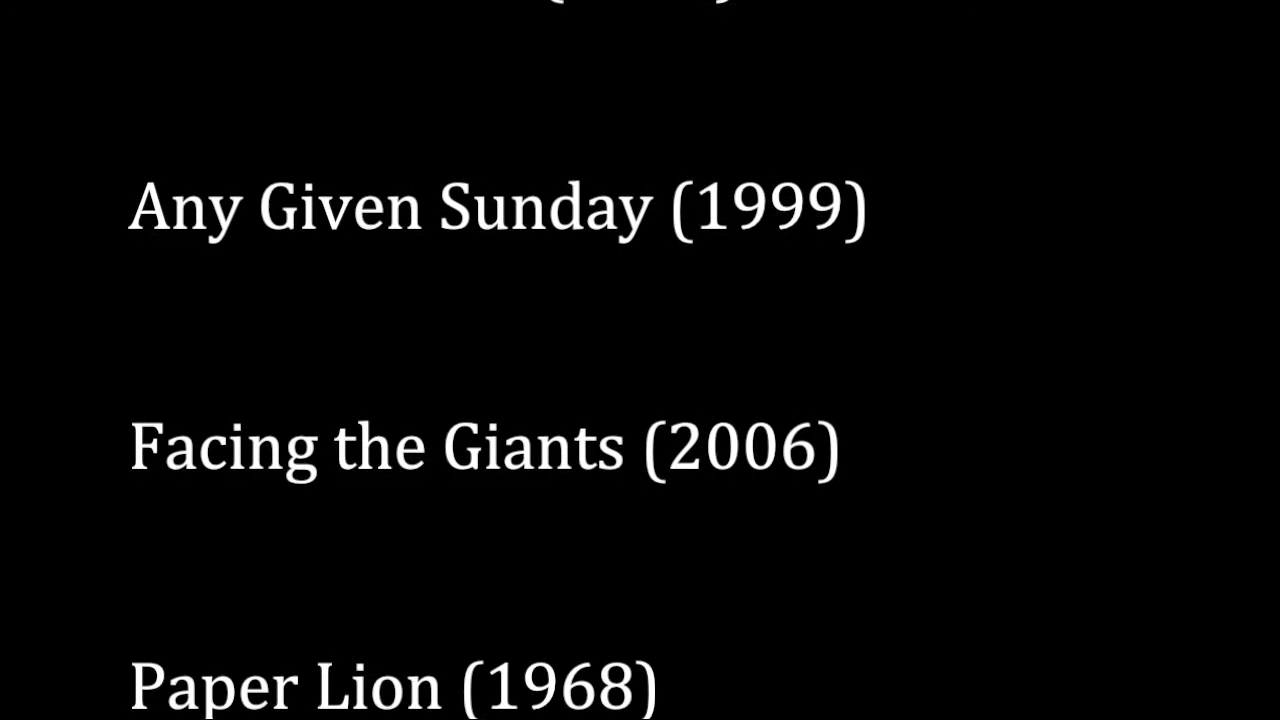 Any Given Sunday (1999)
Facing the Giants (2006)
Paper Lion (1968)